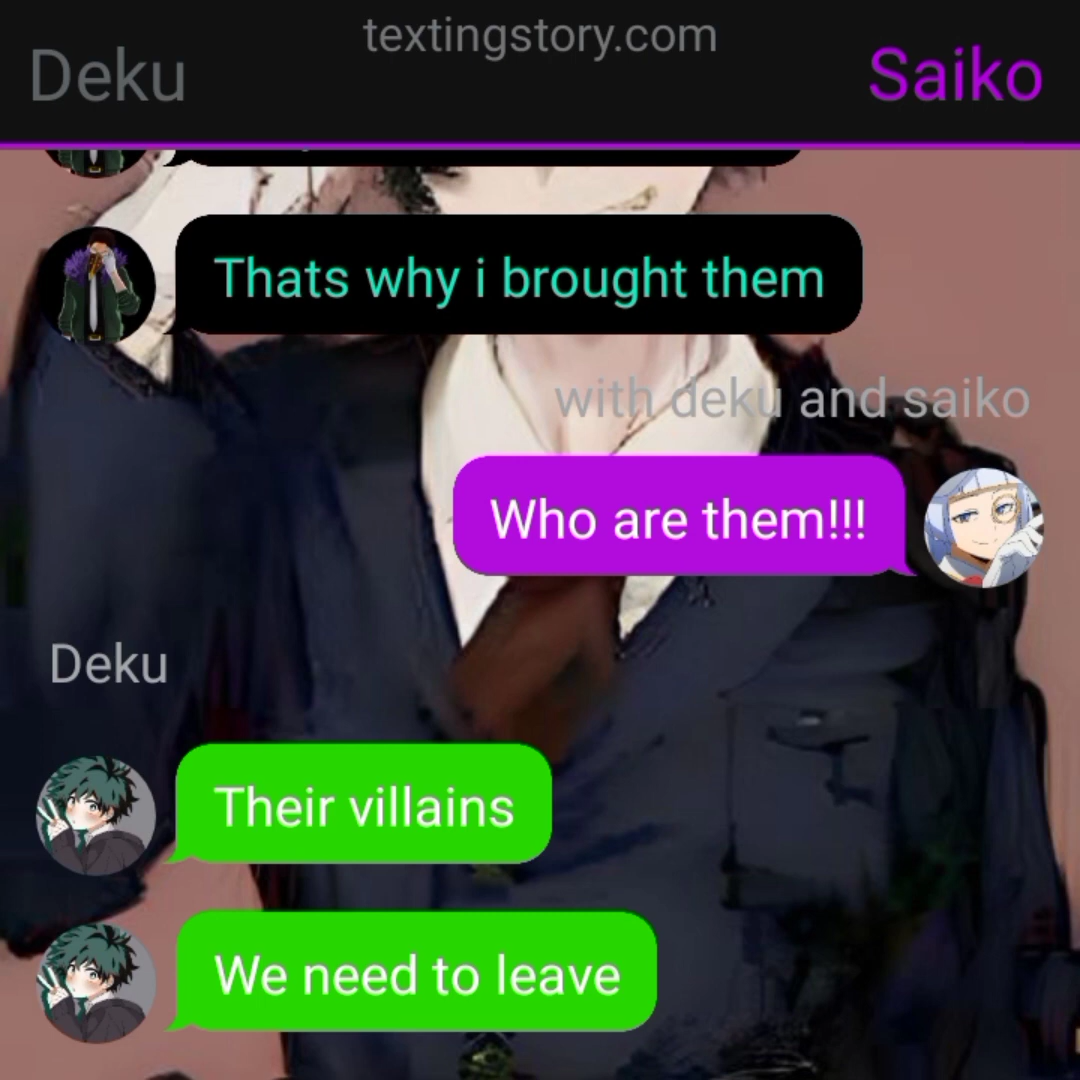 textingstory.com
Deku
Saiko
Thats why i brought them
with deku and saiko
Who are them!!!
Deku
Their villains
We need to leave